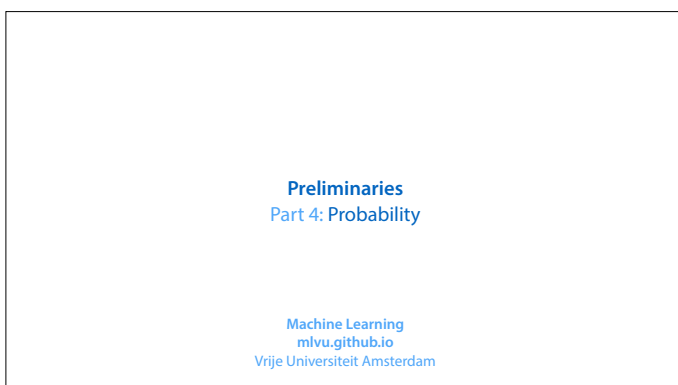 Preliminaries
Part 4: Probability
Machine Learning
mlvu.github.io
Vrije Universiteit Amsterdam